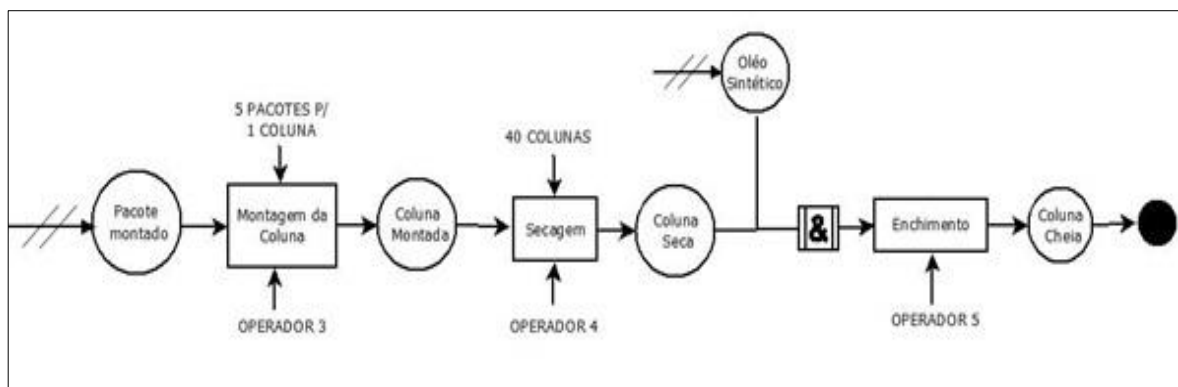 Oléo
Sintético
5 PACOTES P/
1 COLUNA
40 COLUNAS
Pacote
montado
Montagem da
Coluna
Coluna
Montada
Secagem
Coluna
Seca
&
Enchimento
Coluna
Cheia
OPERADOR 3
OPERADOR 4
OPERADOR 5